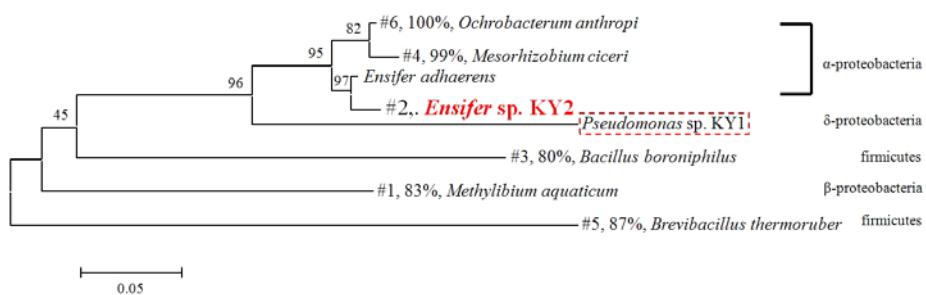 82
#6, 100%, Ochrobacterum anthropi
95
#4, 99%, Mesorhizobium ciceri
α-proteobacteria
96
97
Ensifer adhaerens
#2,. Ensifer sp. KY2
45
Pseudomonas sp. KY1
δ-proteobacteria
#3, 80%, Bacillus boroniphilus
firmicutes
#1, 83%, Methylibium aquaticum
β-proteobacteria
#5, 87%, Brevibacillus thermoruber
firmicutes
0.05